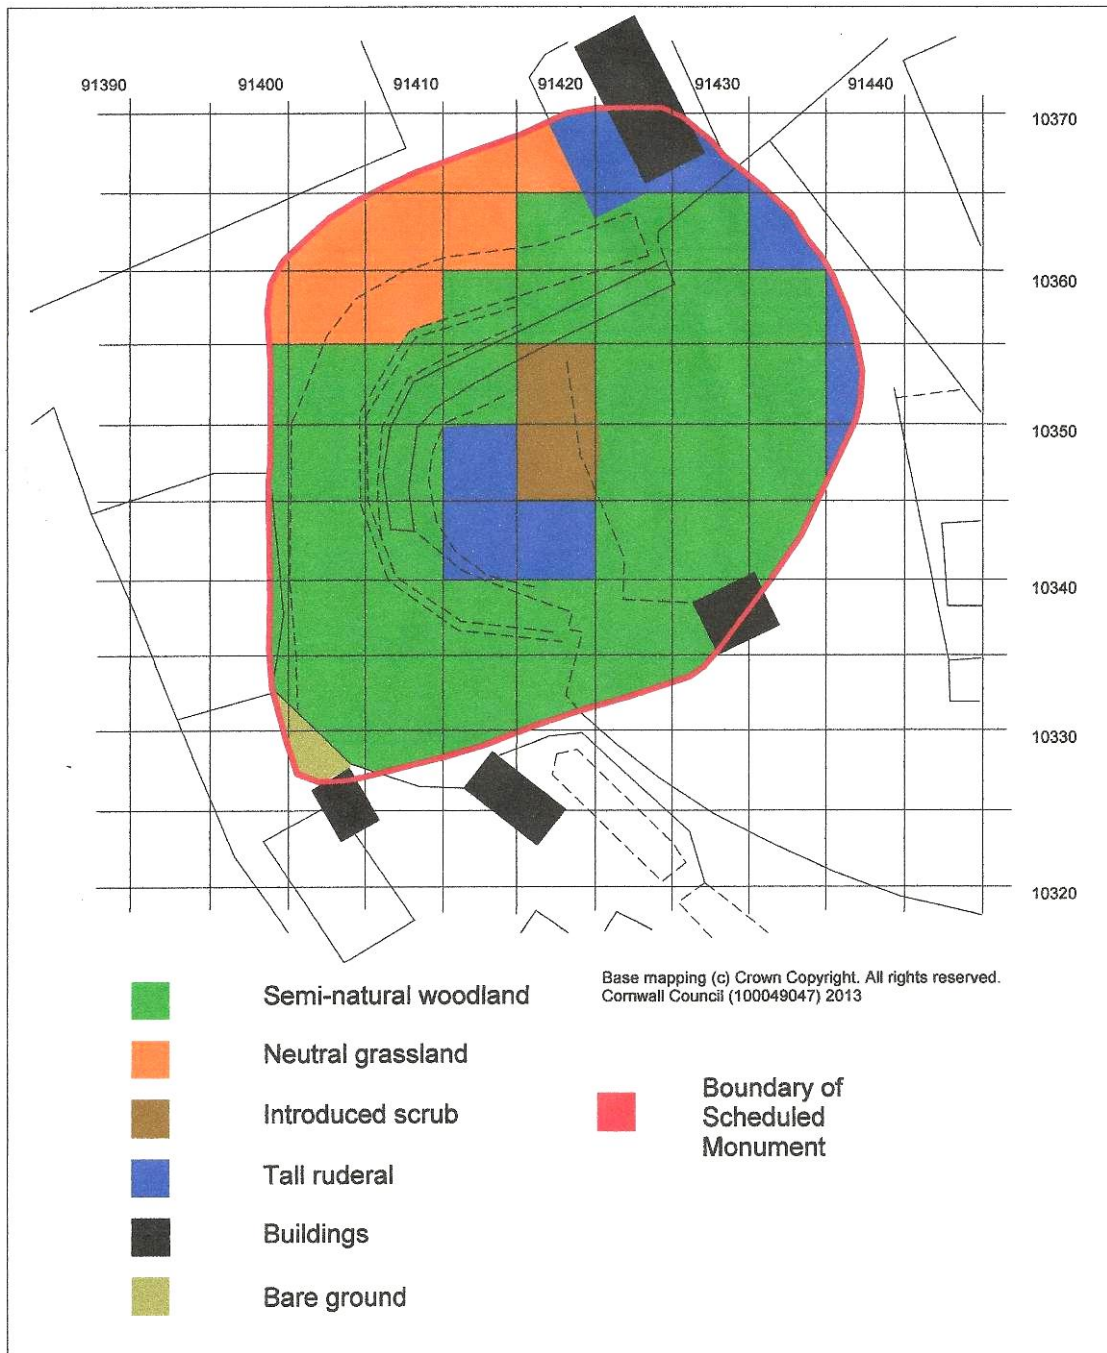 91390 91400 91410 91420 91430 91440
10370
10360
10350
10340
10330
10320
Semi-natural woodland
Neutral grassland
Introduced scrub
Tall ruderal
Buildings
Bare ground
Base mapping (c) Crown Copyright. All rights reserved.
Cornwall Council (100049047) 2013
Boundary of
Scheduled
Monument